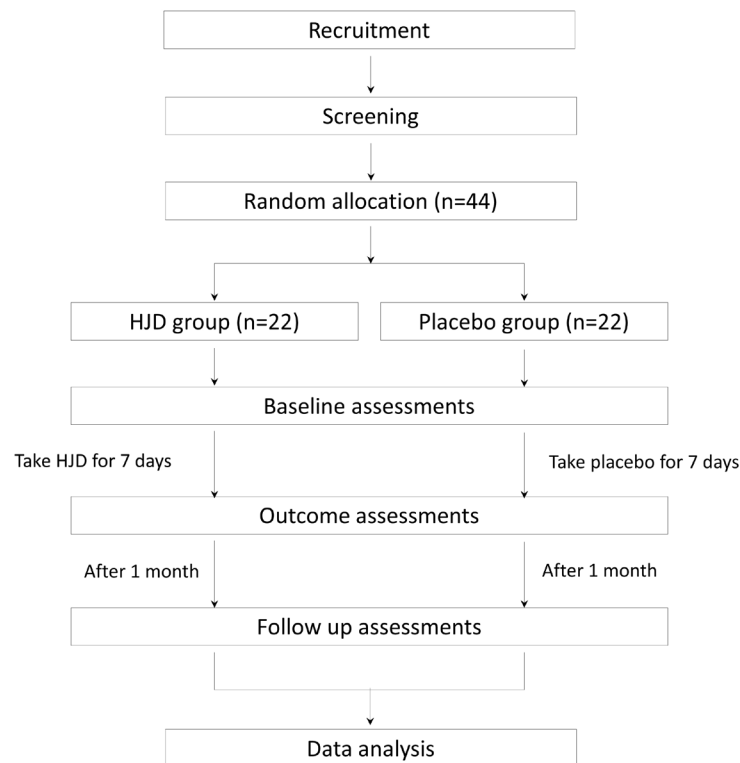 Recruitment
Screening
Random allocation (n=44)
HJD group (n=22)
Placebo group (n=22)
Baseline assessments
Take HJD for 7 days
Take placebo for 7 days
Outcome assessments
After 1 month
After 1 month
Follow up assessments
Data analysis